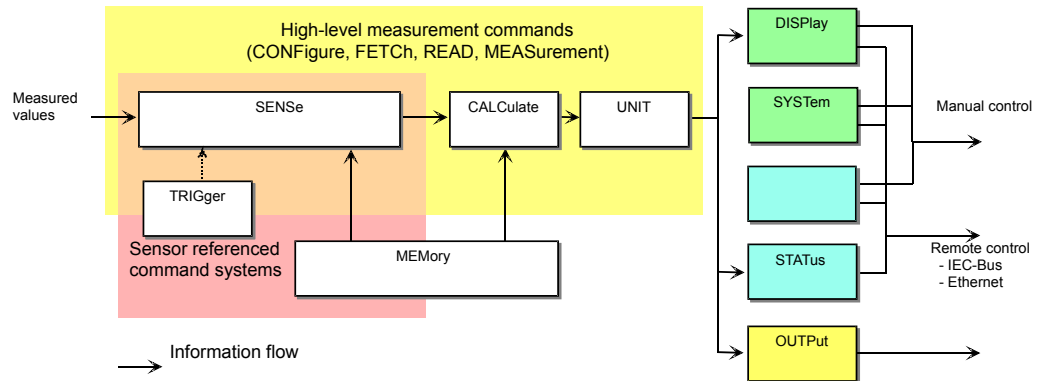 High-level measurement commands
(CONFigure, FETCh, READ, MEASurement)
Measured
values
SENSe
CALCulate
UNIT
TRIGger
Sensor referenced
command systems
MEMory
DISPlay
SYSTem
STATus
OUTPut
Manual control
Remote control
- IEC-Bus
- Ethernet
Information flow